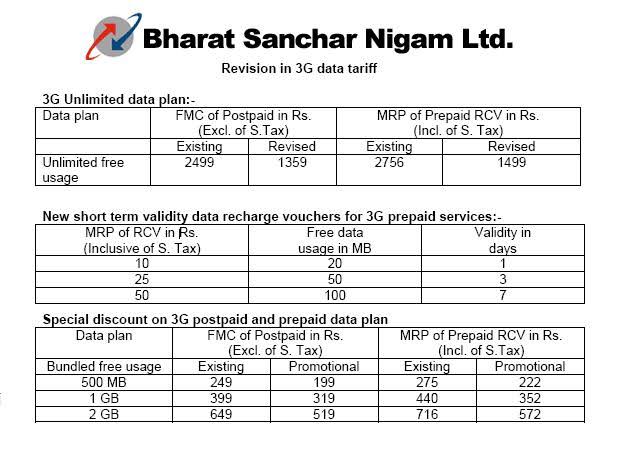 Bharat Sanchar Nigam Ltd.
Revision in 3G data tariff
3G Unlimited data plan:-
Data plan FMC of Postpaid in Rs. MRP of Prepaid RCV in Rs.
(Excl. of S.Tax) (Incl. of S. Tax)
Existing Revised Existing Revised
Unlimited free 2499 1359 2756 1499
usage
New short term validity data recharge vouchers for 3G prepaid services:-
MRP of RCV in Rs. Free data Validity in
(Inclusive of S. Tax) usage in MB days
10 20 1
25 50 3
50 100 7
Special discount on 3G postpaid and prepaid data plan
Data plan FMC of Postpaid in Rs. MRP of Prepaid RCV in Rs.
(Excl. of S. Tax) (Incl. of S.Tax)
Bundled free usage Existing Promotional Existing Promotional
500 MB 249 199 275 222
1 GB 399 319 440 352
2 GB 649 519 716 572